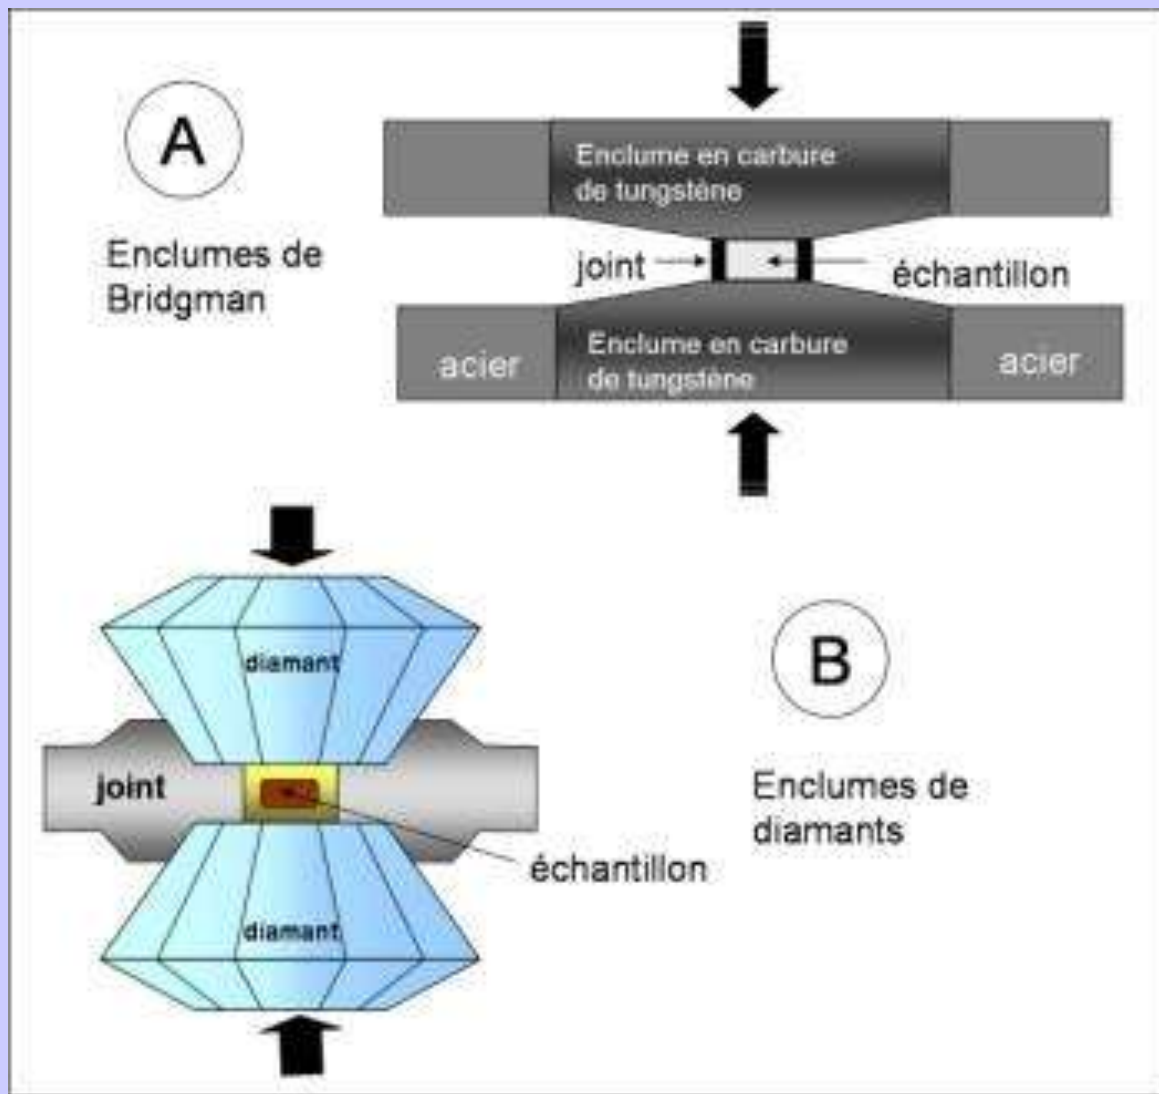 A
Enclumes de
Bridgman
Enclume en carbure
de tungstène
joint
échantillon
Enclume en carbure
de tungstène
acier
acier
diamant
joint
échantillon
diamant
B
Enclumes de
diamants